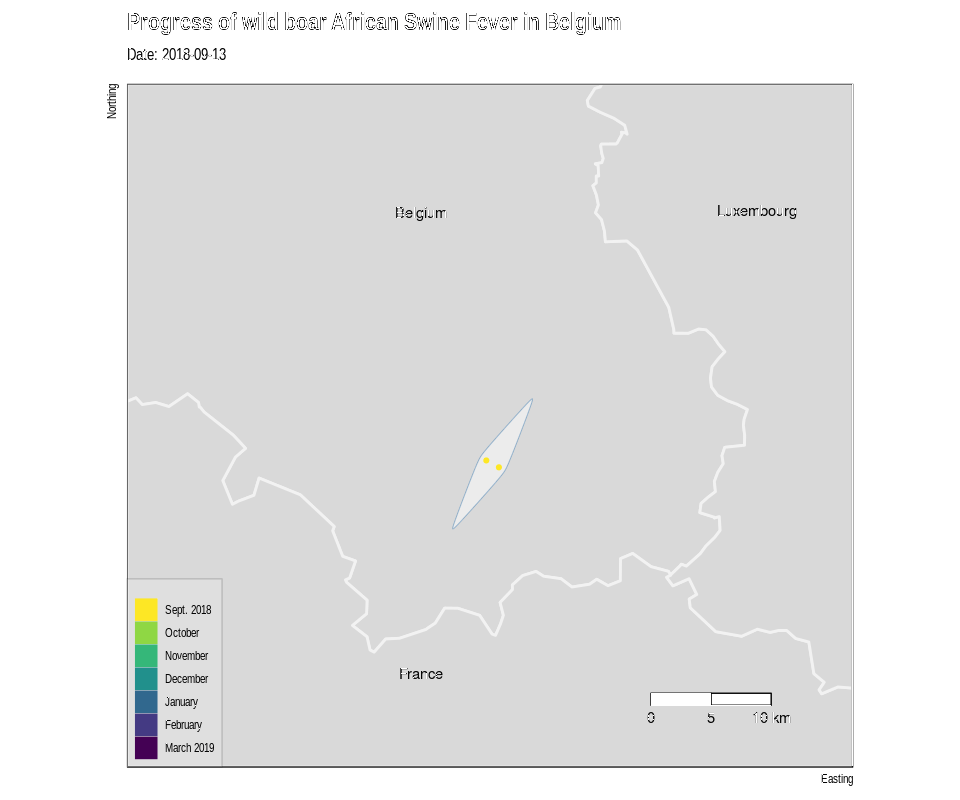 Progress of wild boar African Swine Fever in Belgium
Date: 2018-09-13
Northing
Belgium
Luxembourg
Sept. 2018
October
November
December
January
February
March 2019
France
0 5 10 km
Easting